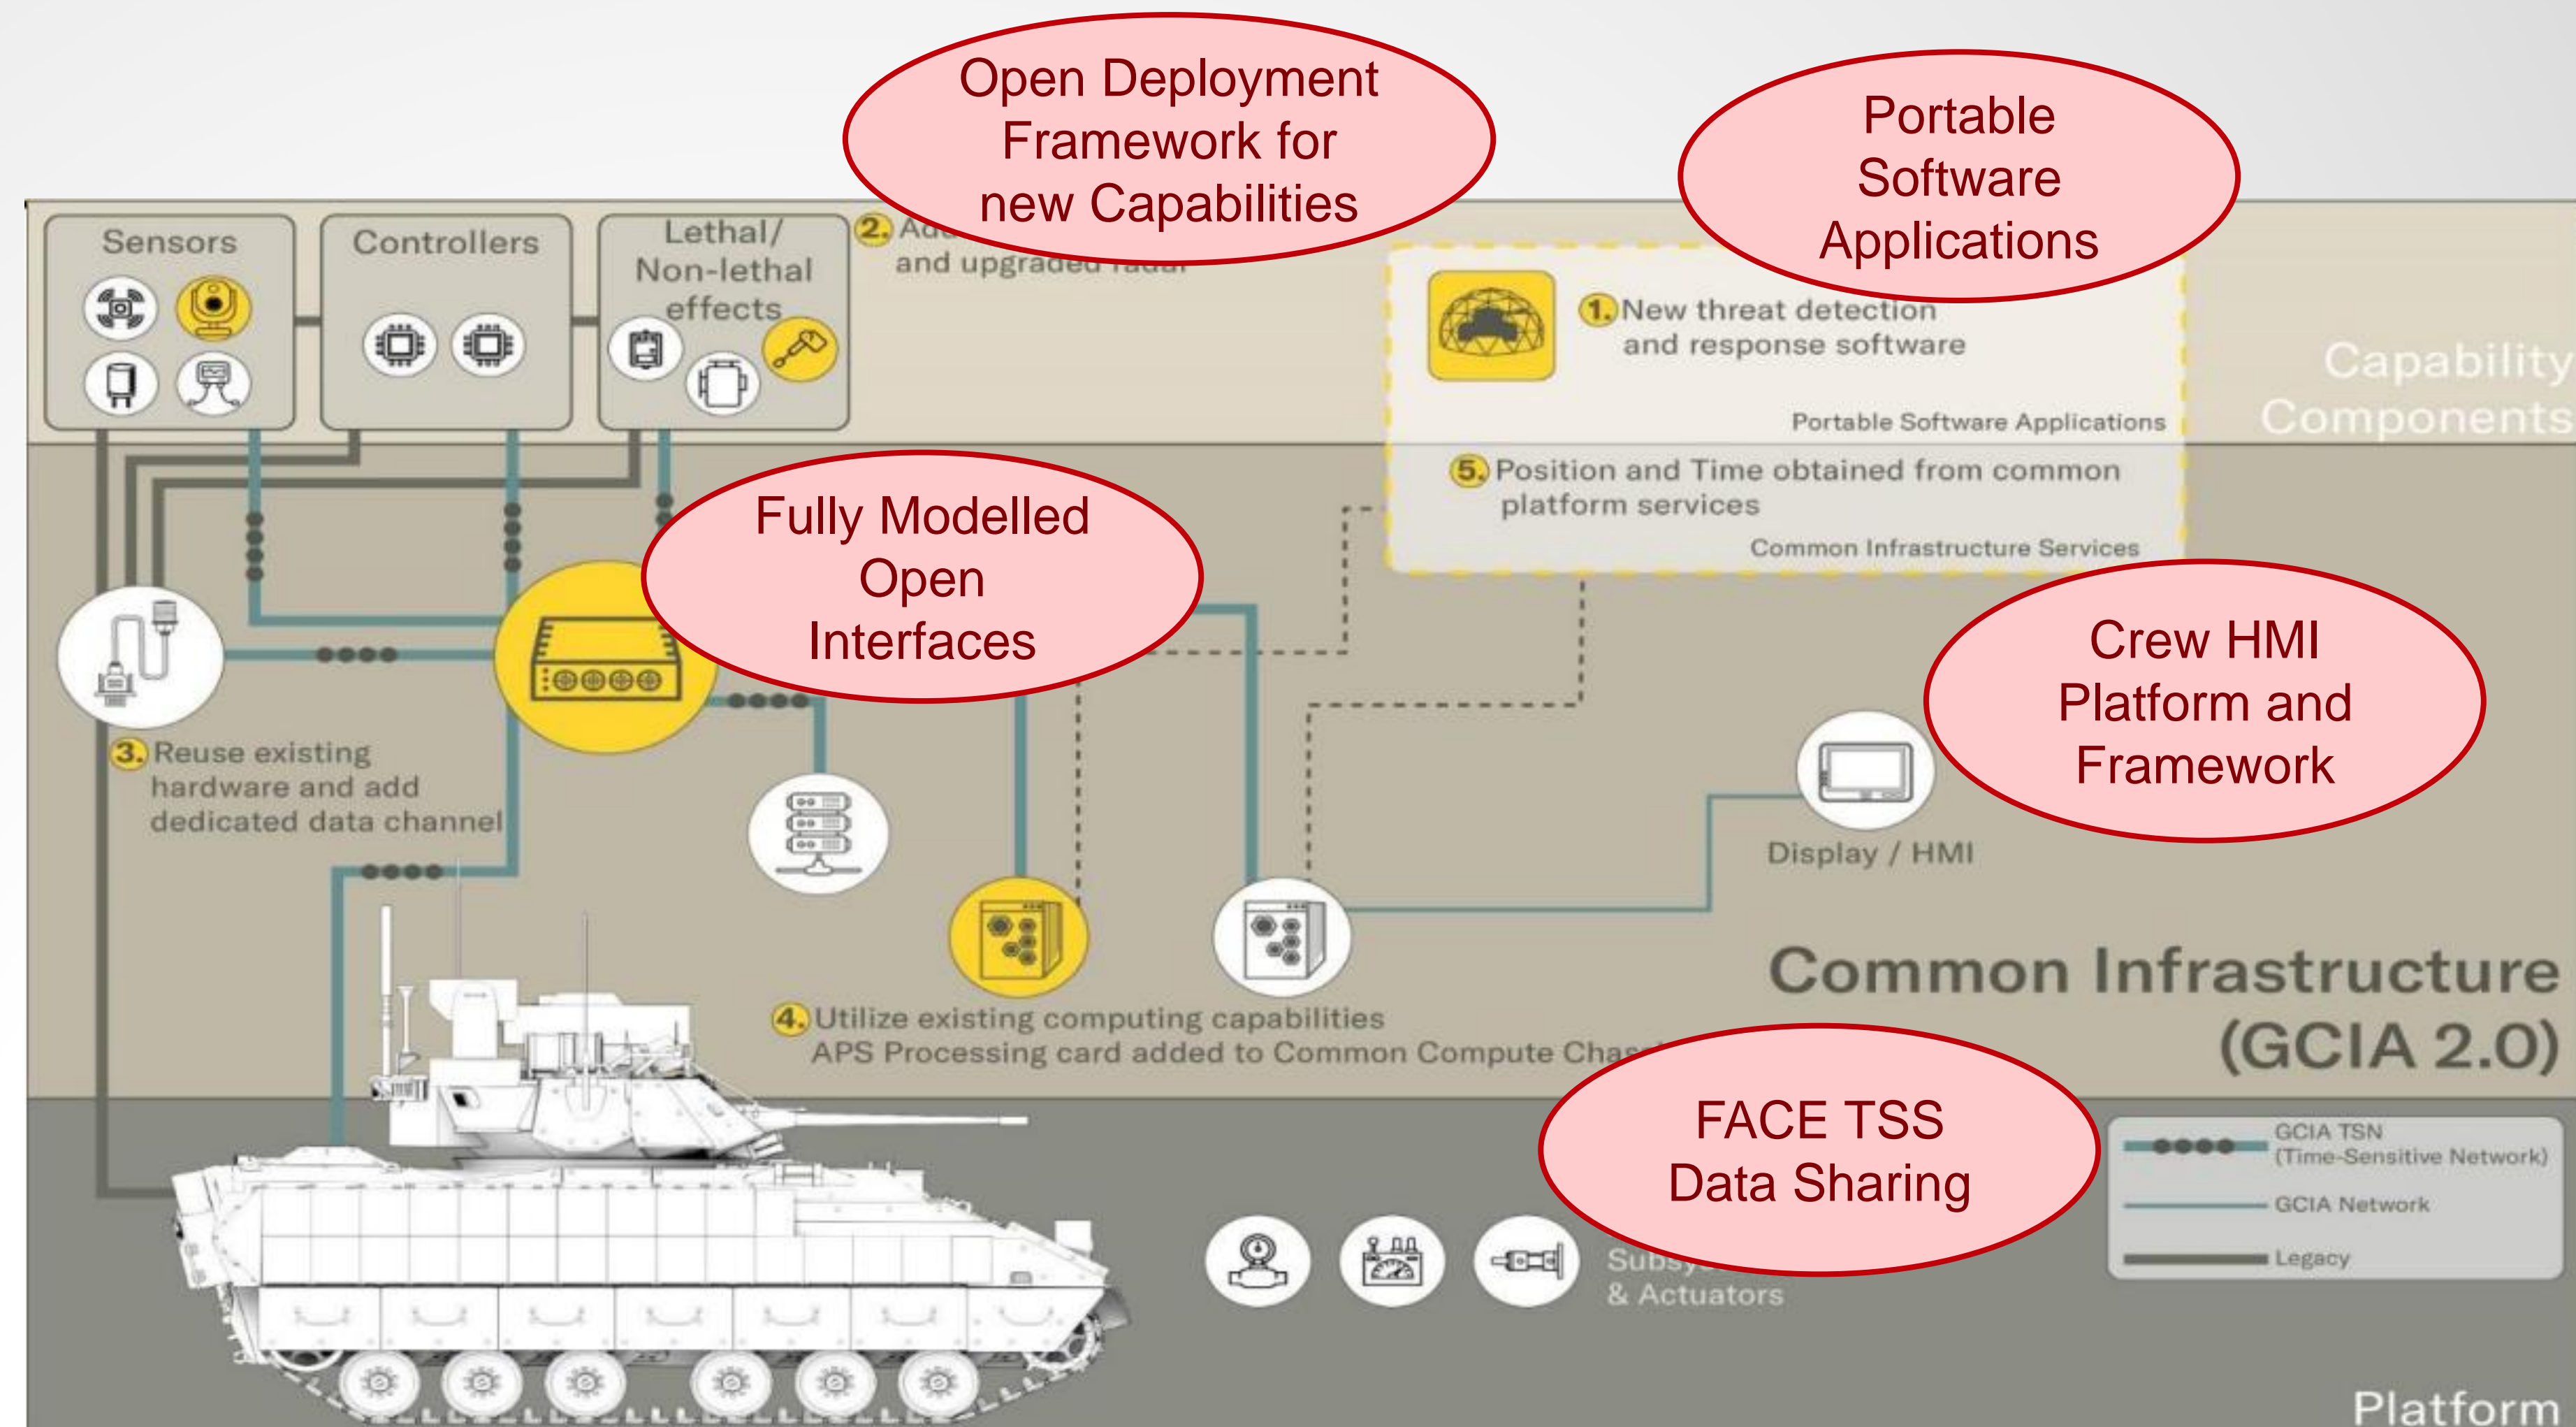 Open Deployment
Framework for
new Capabilities
Portable
Software
Applications
Sensors
Controllers
Lethal/
Non-lethal
effects
2.
and upgraded radar
1. New threat detection
and response software
Portable Software Applications
Capability
Components
5. Position and Time obtained from common
platform services
Common Infrastructure Services
Fully Modelled
Open
Interfaces
Crew HMI
Platform and
Framework
3. Reuse existing
hardware and add
dedicated data channel
Display / HMI
Common Infrastructure
(GCIA 2.0)
4. Utilize existing computing capabilities
APS Processing card added to Common Compute
FACE TSS
Data Sharing
GCIA TSN
(Time-Sensitive Network)
GCIA Network
Legacy
& Actuators
Platform